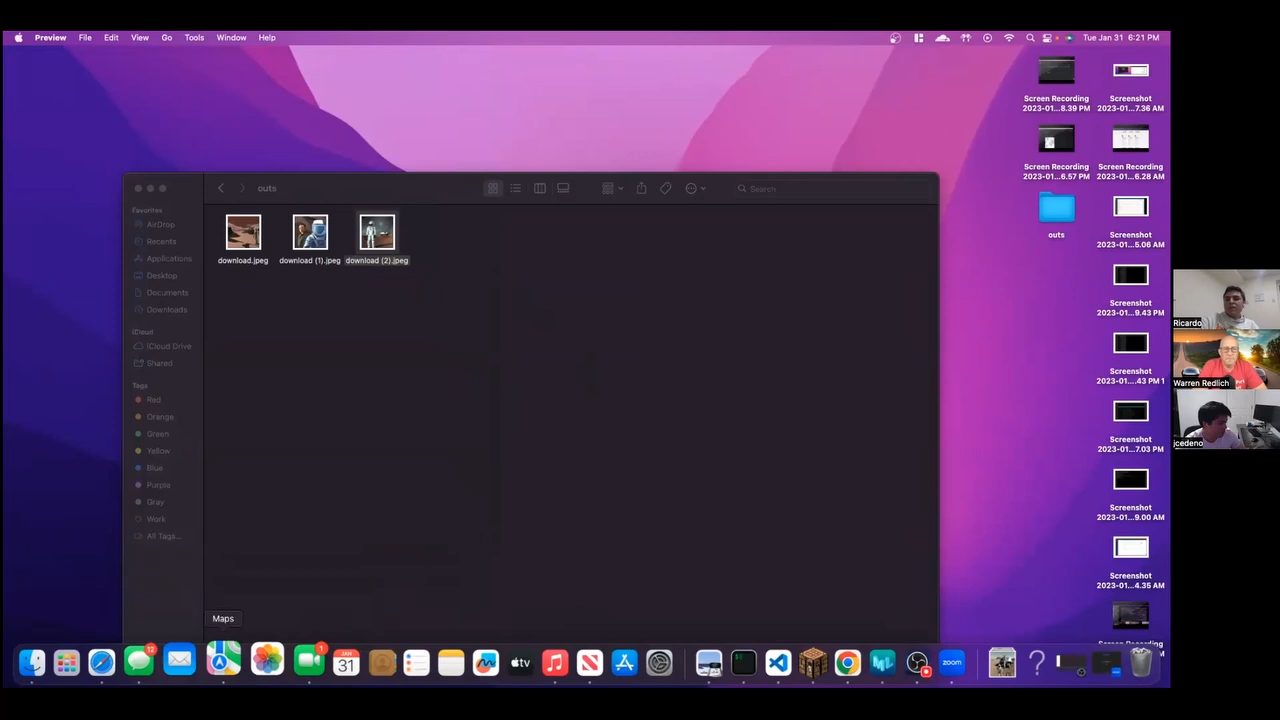 Preview File Edit View Go Tools Window Help
Tue Jan 31 6:21 PM
outs
Search
Favorites
AirDrop
Recents
Applications
Desktop
Documents
Downloads
iCloud
iCloud Drive
Shared
Tags
Red
Orange
Green
Yellow
Blue
Purple
Gray
Work
All Tags...
download.jpeg
download (1).jpeg
download (2).jpeg
Screen Recording
2023-01...8.39 PM
Screenshot
2023-01...7.36 AM
Screen Recording
2023-01...6.57 PM
Screenshot
2023-01...6.28 AM
outs
Screenshot
2023-01...5.06 AM
Screenshot
2023-01...9.43 PM
Screenshot
2023-01....43 PM 1
Screenshot
2023-01...7.03 PM
Screenshot
2023-01...9.00 AM
Screenshot
2023-01...4.35 AM
Ricardo
Warren Redlich
jcedeno
Maps
12
1
JAN
31
tv
zoom